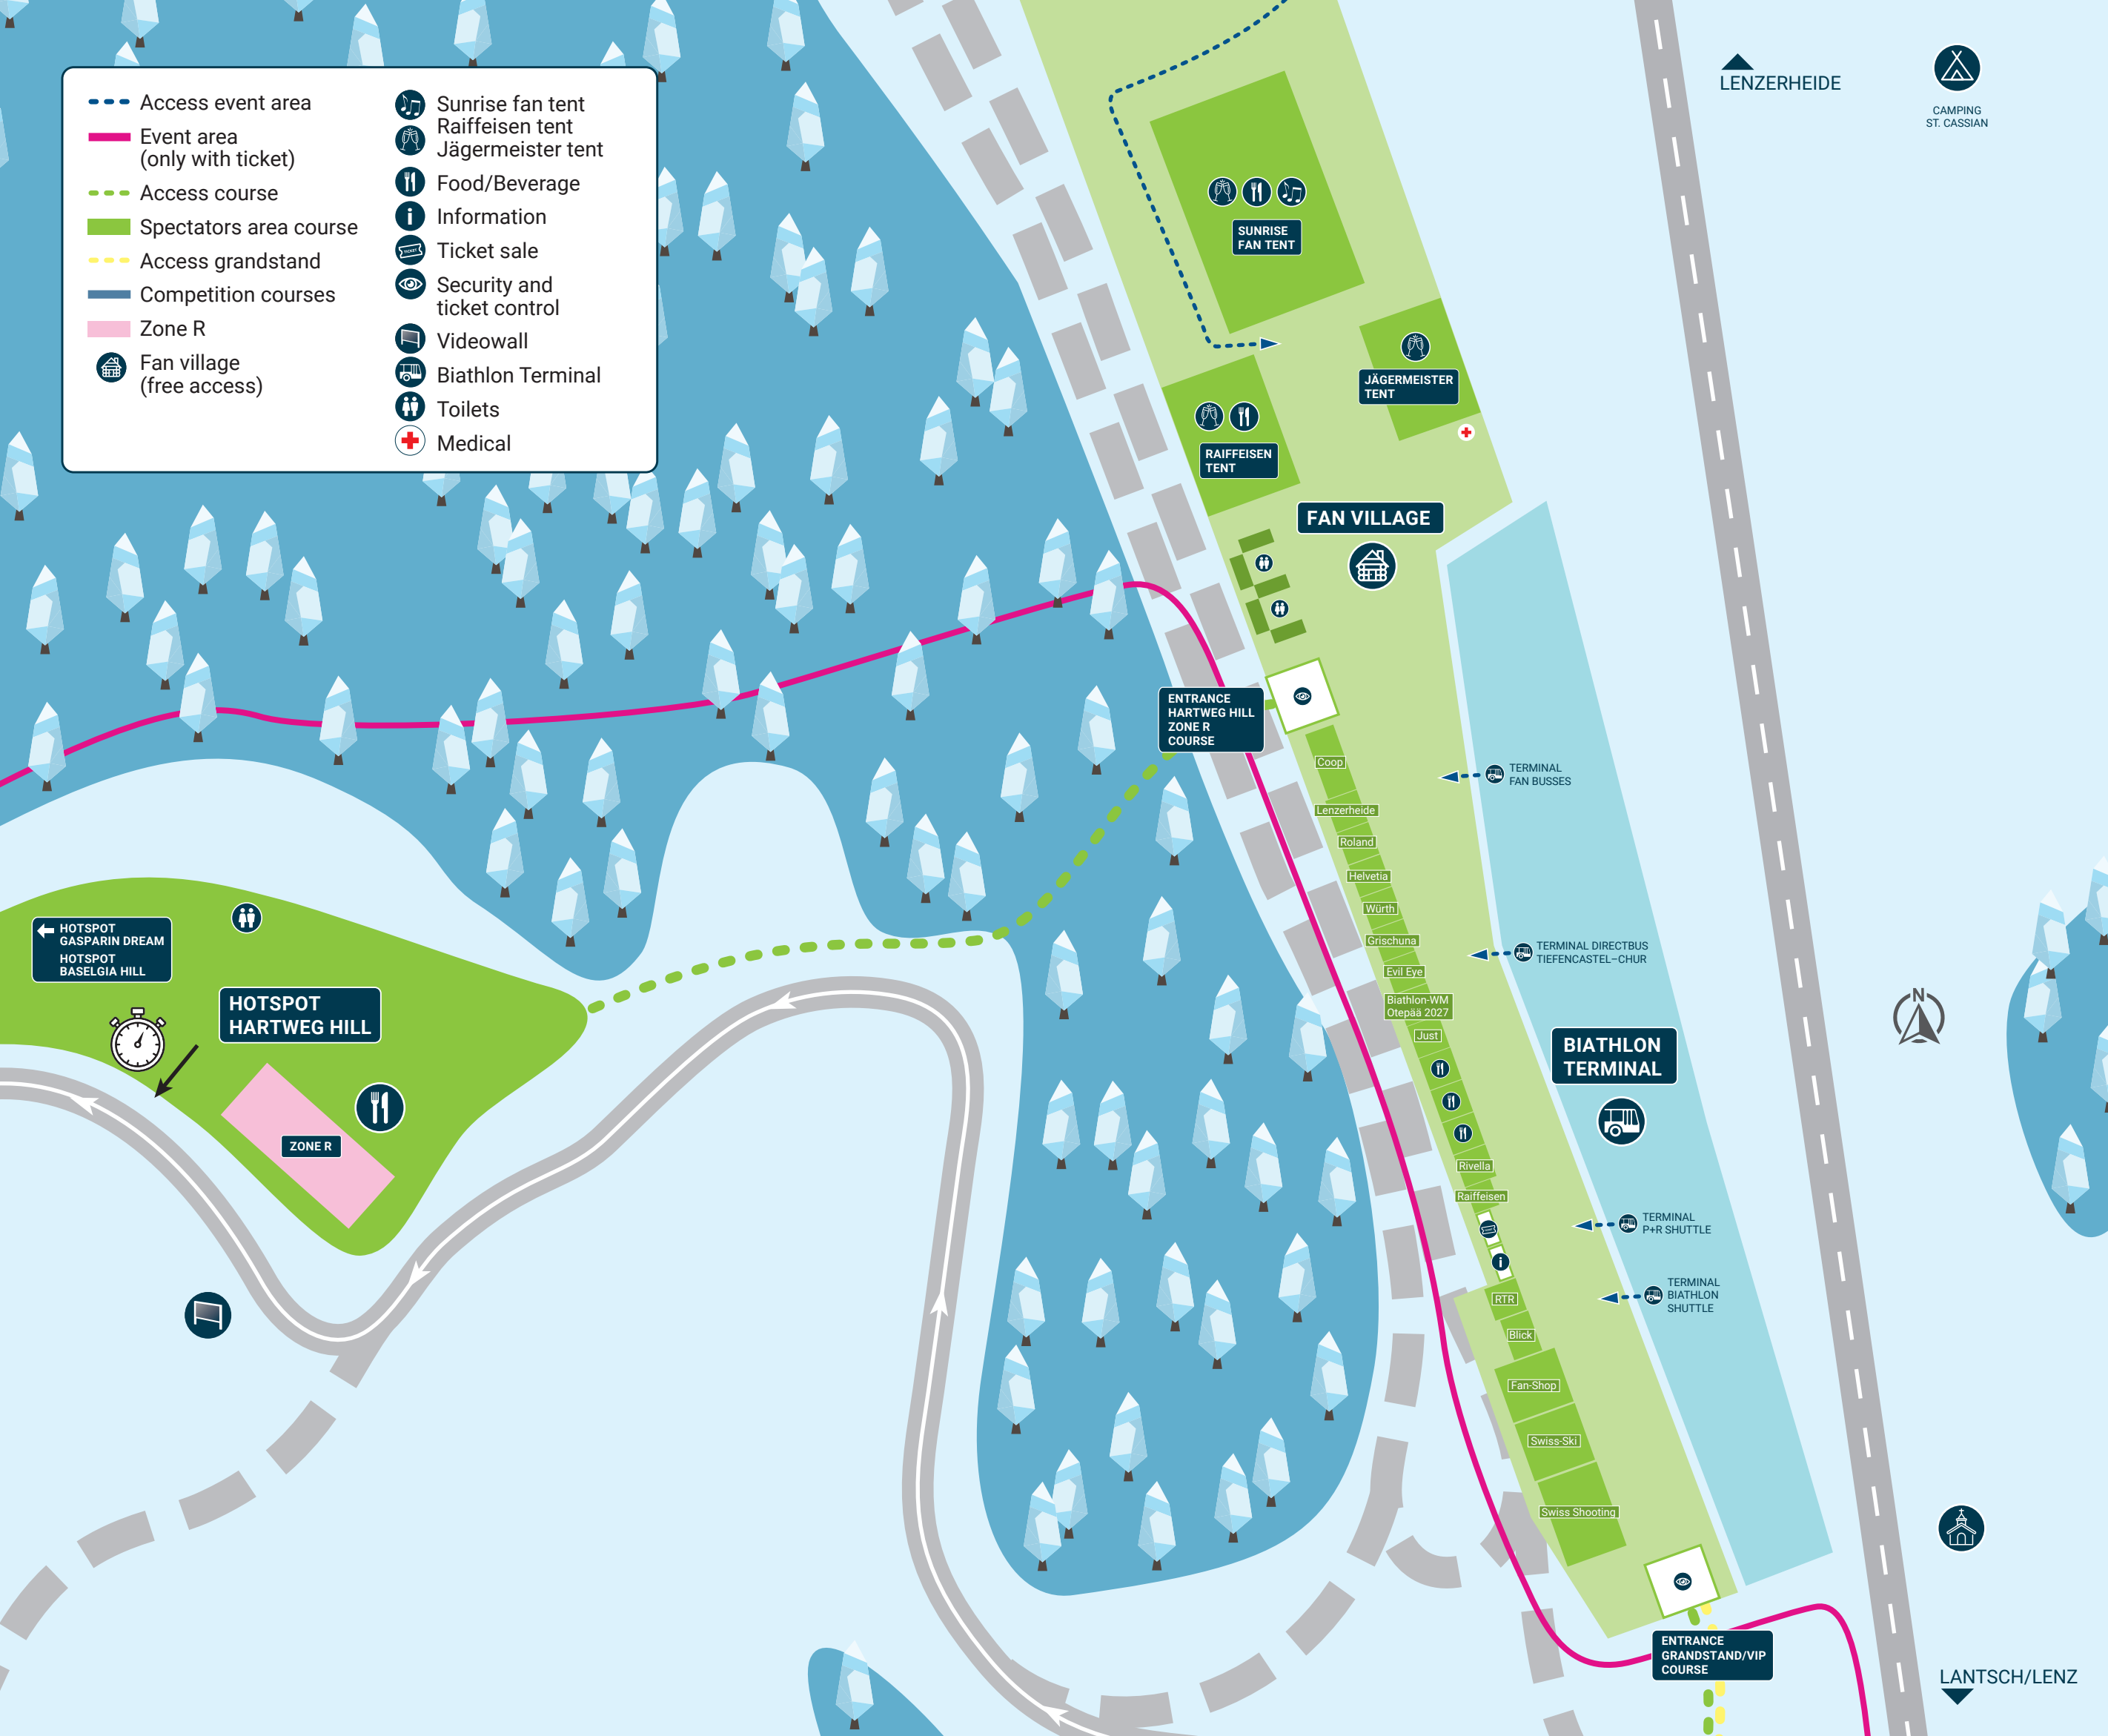 Access event area
Event area
(only with ticket)
Access course
Spectators area course
Access grandstand
Competition courses
Zone R
Fan village
(free access)
Sunrise fan tent
Raiffeisen tent
Jägermeister tent
Food/Beverage
Information
Ticket sale
Security and
ticket control
Videowall
Biathlon Terminal
Toilets
Medical
LENZERHEIDE
CAMPING
ST. CASSIAN
SUNRISE
FAN TENT
JÄGERMEISTER
TENT
RAIFFEISEN
TENT
FAN VILLAGE
ENTRANCE
HARTWEG HILL
ZONE R
COURSE
Coop
Lenzerheide
Roland
Helvetia
Würth
Grischuna
Evil Eye
Biathlon-WM
Otepää 2027
Just
Rivella
Raiffeisen
RTR
Blick
Fan-Shop
Swiss-Ski
Swiss Shooting
TERMINAL
FAN BUSSES
TERMINAL DIRECTBUS
TIEFENCASTEL–CHUR
BIATHLON
TERMINAL
TERMINAL
P+R SHUTTLE
TERMINAL
BIATHLON
SHUTTLE
N
HOTSPOT
GASPARIN DREAM
HOTSPOT
BASELGIA HILL
HOTSPOT
HARTWEG HILL
ZONE R
ENTRANCE
GRANDSTAND/VIP
COURSE
LANTSCH/LENZ